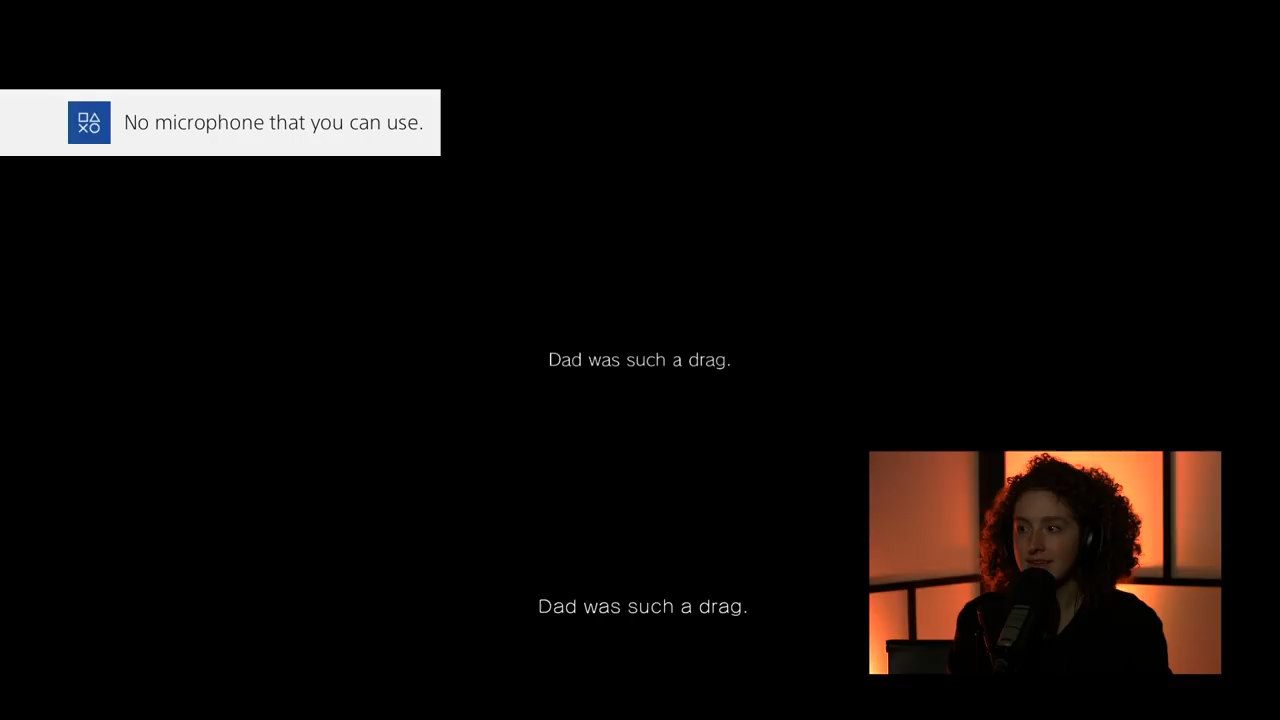 No microphone that you can use.
Dad was such a drag.
Dad was such a drag.